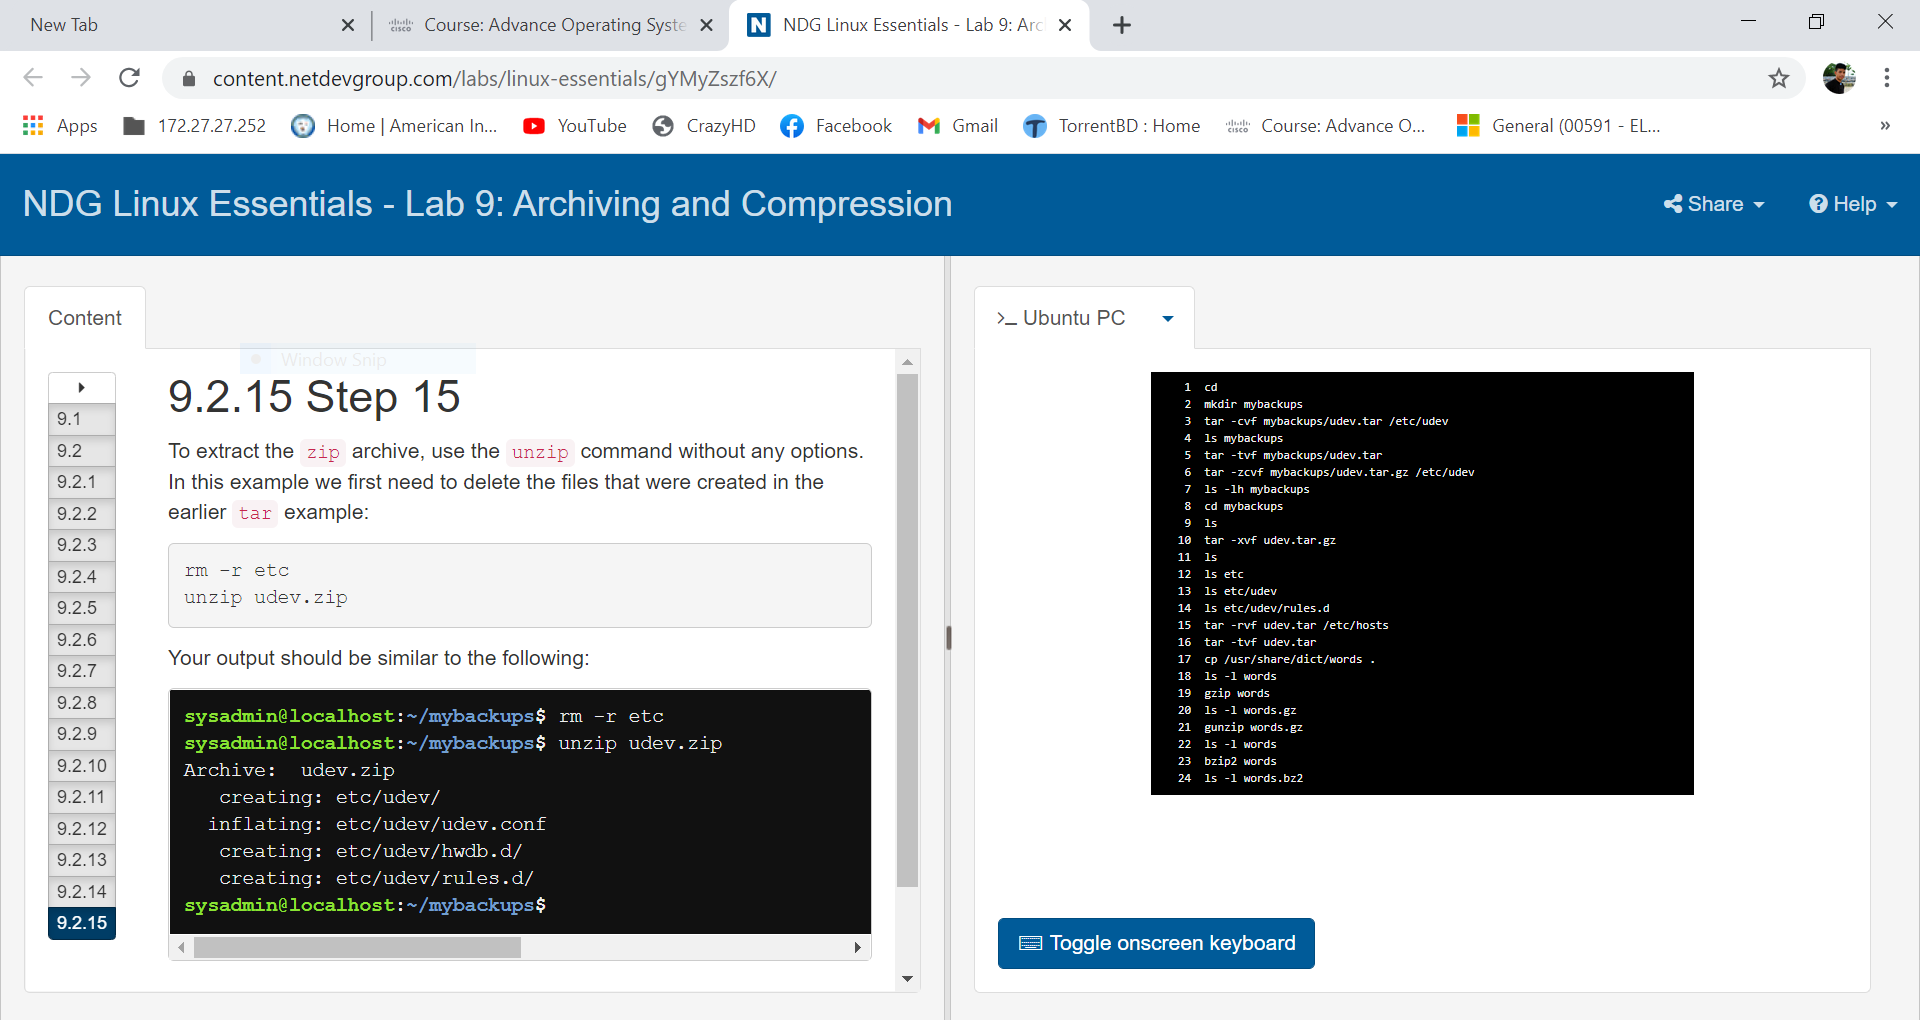 New Tab
Course: Advance Operating Syste
NDG Linux Essentials - Lab 9: Arc
content.netdevgroup.com/labs/linux-essentials/gYMyZszf6X/
Apps
172.27.27.252
Home | American In...
YouTube
CrazyHD
Facebook
Gmail
TorrentBD : Home
Course: Advance O...
General (00591 - EL...
»
NDG Linux Essentials - Lab 9: Archiving and Compression
Share
Help
Content
Window Snip
9.1
9.2
9.2.1
9.2.2
9.2.3
9.2.4
9.2.5
9.2.6
9.2.7
9.2.8
9.2.9
9.2.10
9.2.11
9.2.12
9.2.13
9.2.14
9.2.15
9.2.15 Step 15
To extract the zip archive, use the unzip command without any options.
In this example we first need to delete the files that were created in the
earlier tar example:
rm -r etc
unzip udev.zip
Your output should be similar to the following:
sysadmin@localhost:~/mybackups$ rm -r etc
sysadmin@localhost:~/mybackups$ unzip udev.zip
Archive:  udev.zip
creating: etc/udev/
inflating: etc/udev/udev.conf
creating: etc/udev/hwdb.d/
creating: etc/udev/rules.d/
sysadmin@localhost:~/mybackups$
>_ Ubuntu PC
1 cd
2 mkdir mybackups
3 tar -cvf mybackups/udev.tar /etc/udev
4 ls mybackups
5 tar -tvf mybackups/udev.tar
6 tar -zcvf mybackups/udev.tar.gz /etc/udev
7 ls -lh mybackups
8 cd mybackups
9 ls
10 tar -xvf udev.tar.gz
11 ls
12 ls etc
13 ls etc/udev
14 ls etc/udev/rules.d
15 tar -rvf udev.tar /etc/hosts
16 tar -tvf udev.tar
17 cp /usr/share/dict/words .
18 ls -l words
19 gzip words
20 ls -l words.gz
21 gunzip words.gz
22 ls -l words
23 bzip2 words
24 ls -l words.bz2
Toggle onscreen keyboard